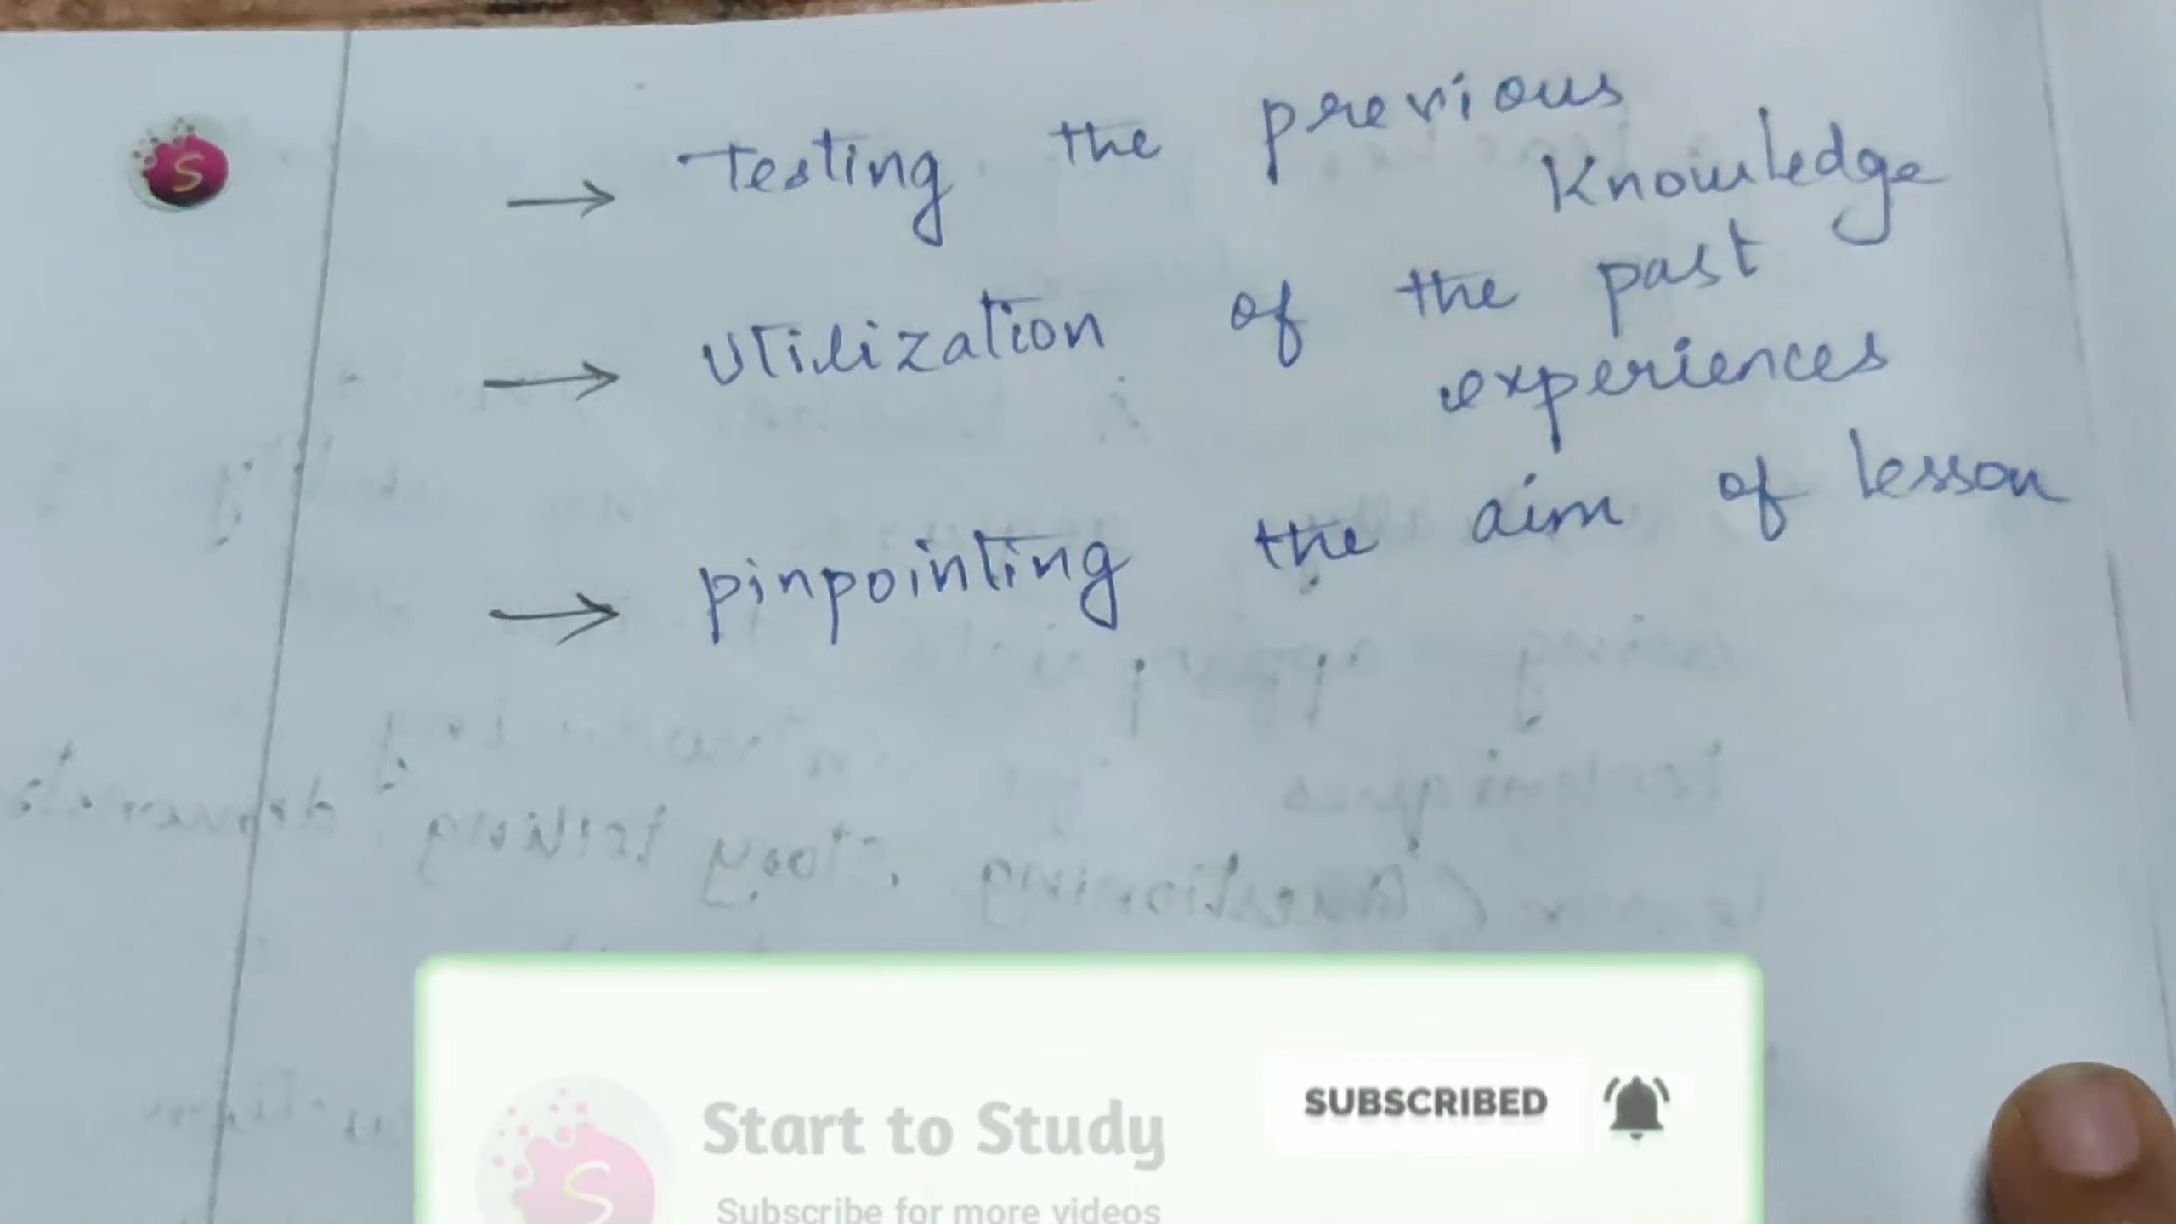 → Testing the previous
Knowledge
→ Utilization of the past
experiences
→ pinpointing the aim of lesson
S
Start to Study
SUBSCRIBED
S
Subscribe for more videos